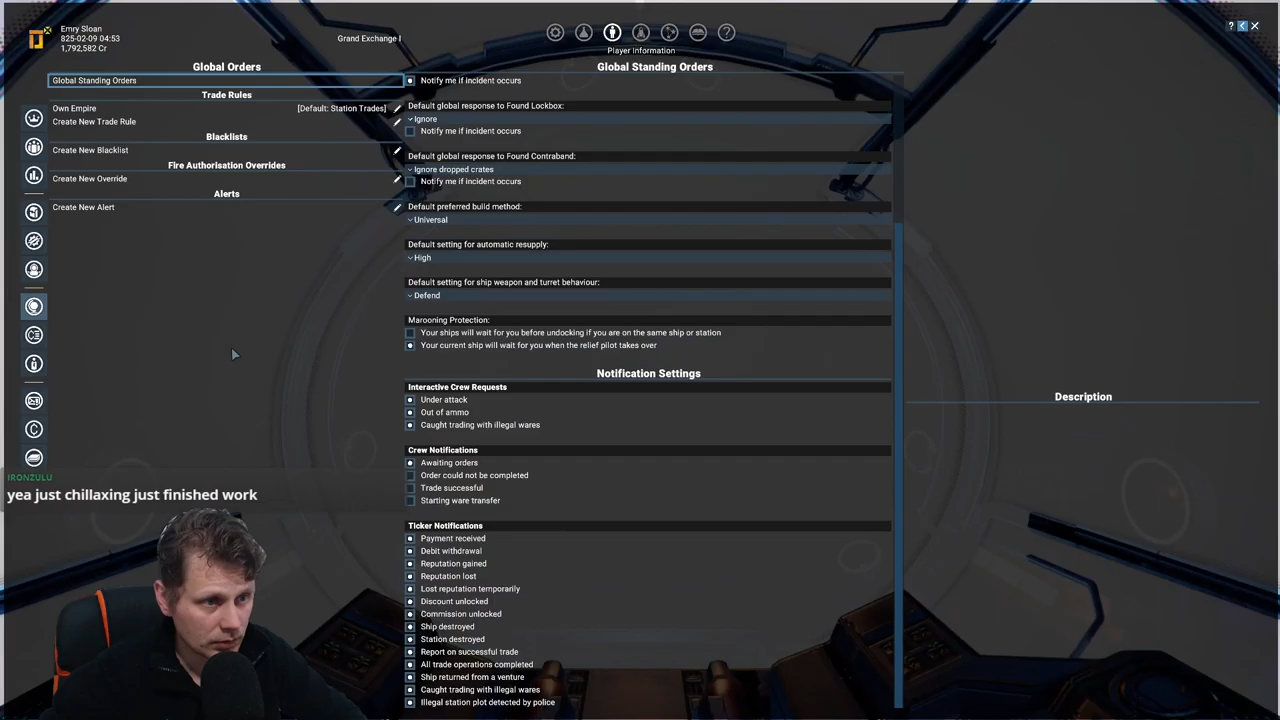 Emry Sloan
825-02-09 04:53
1,792,582 Cr
Grand Exchange I
?
?
Player Information
Global Orders
Global Standing Orders
Trade Rules
Own Empire [Default: Station Trades]
Create New Trade Rule
Blacklists
Create New Blacklist
Fire Authorisation Overrides
Create New Override
Alerts
Create New Alert
Global Standing Orders
Notify me if incident occurs
Default global response to Found Lockbox:
Ignore
Notify me if incident occurs
Default global response to Found Contraband:
Ignore dropped crates
Notify me if incident occurs
Default preferred build method:
Universal
Default setting for automatic resupply:
High
Default setting for ship weapon and turret behaviour:
Defend
Marooning Protection:
Your ships will wait for you before undocking if you are on the same ship or station
Your current ship will wait for you when the relief pilot takes over
Notification Settings
Interactive Crew Requests
Under attack
Out of ammo
Caught trading with illegal wares
Crew Notifications
Awaiting orders
Order could not be completed
Trade successful
Starting ware transfer
Ticker Notifications
Payment received
Debit withdrawal
Reputation gained
Reputation lost
Lost reputation temporarily
Discount unlocked
Commission unlocked
Ship destroyed
Station destroyed
Report on successful trade
All trade operations completed
Ship returned from a venture
Caught trading with illegal wares
Illegal station plot detected by police
Description
IRONZULU
yea just chillaxing just finished work